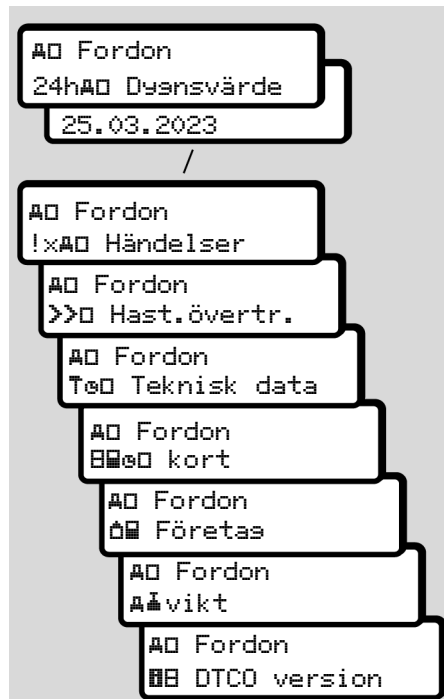 Fordon
24h Dygnsvärde
25.03.2023
/
Fordon
!x Händelser
Fordon
>> Hast.övertr.
Fordon
Teknisk data
Fordon
kort
Fordon
Företag
Fordon
vikt
Fordon
DTCO version